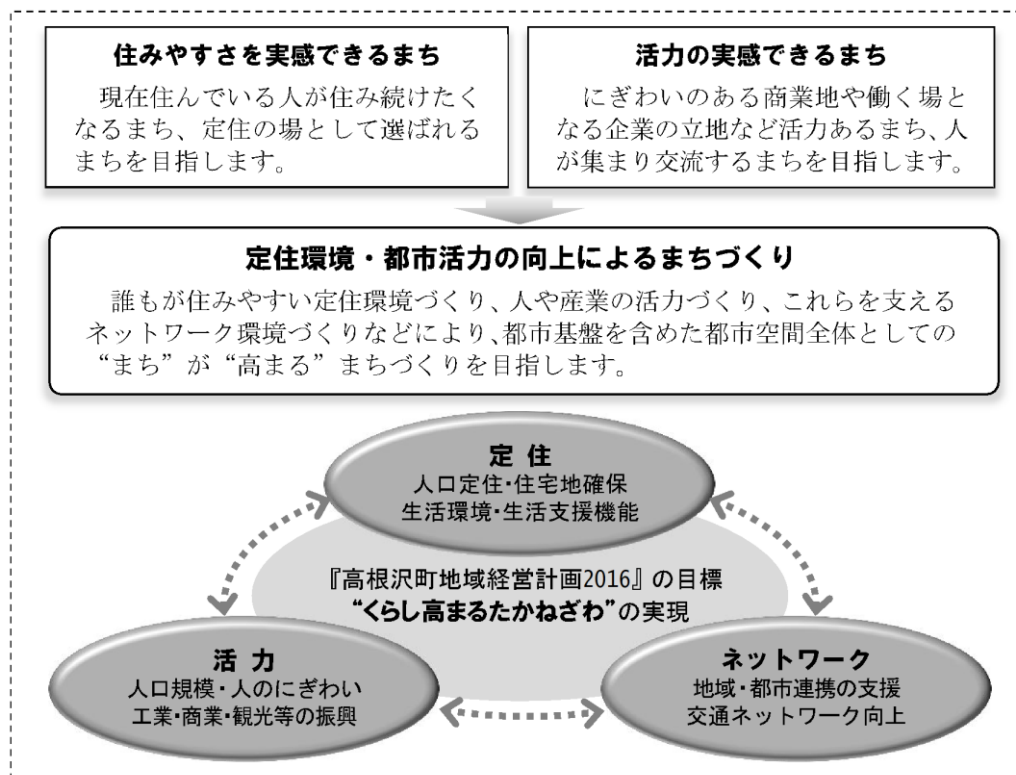 住みやすさを実感できるまち
現在住んでいる人が住み続けたく
なるまち、定住の場として選ばれる
まちを目指します。
活力の実感できるまち
にぎわいのある商業地や働く場と
なる企業の立地など活力あるまち、人
が集まり交流するまちを目指します。
定住環境・都市活力の向上によるまちづくり
誰もが住みやすい定住環境づくり、人や産業の活力づくり、これらを支える
ネットワーク環境づくりなどにより、都市基盤を含めた都市空間全体としての
“まち”が“高まる”まちづくりを目指します。
定 住
人口定住・住宅地確保
生活環境・生活支援機能
『高根沢町地域経営計画2016』の目標
“くらし高まるたかねざわ”の実現
活 力
人口規模・人のにぎわい
工業・商業・観光等の振興
ネットワーク
地域・都市連携の支援
交通ネットワーク向上